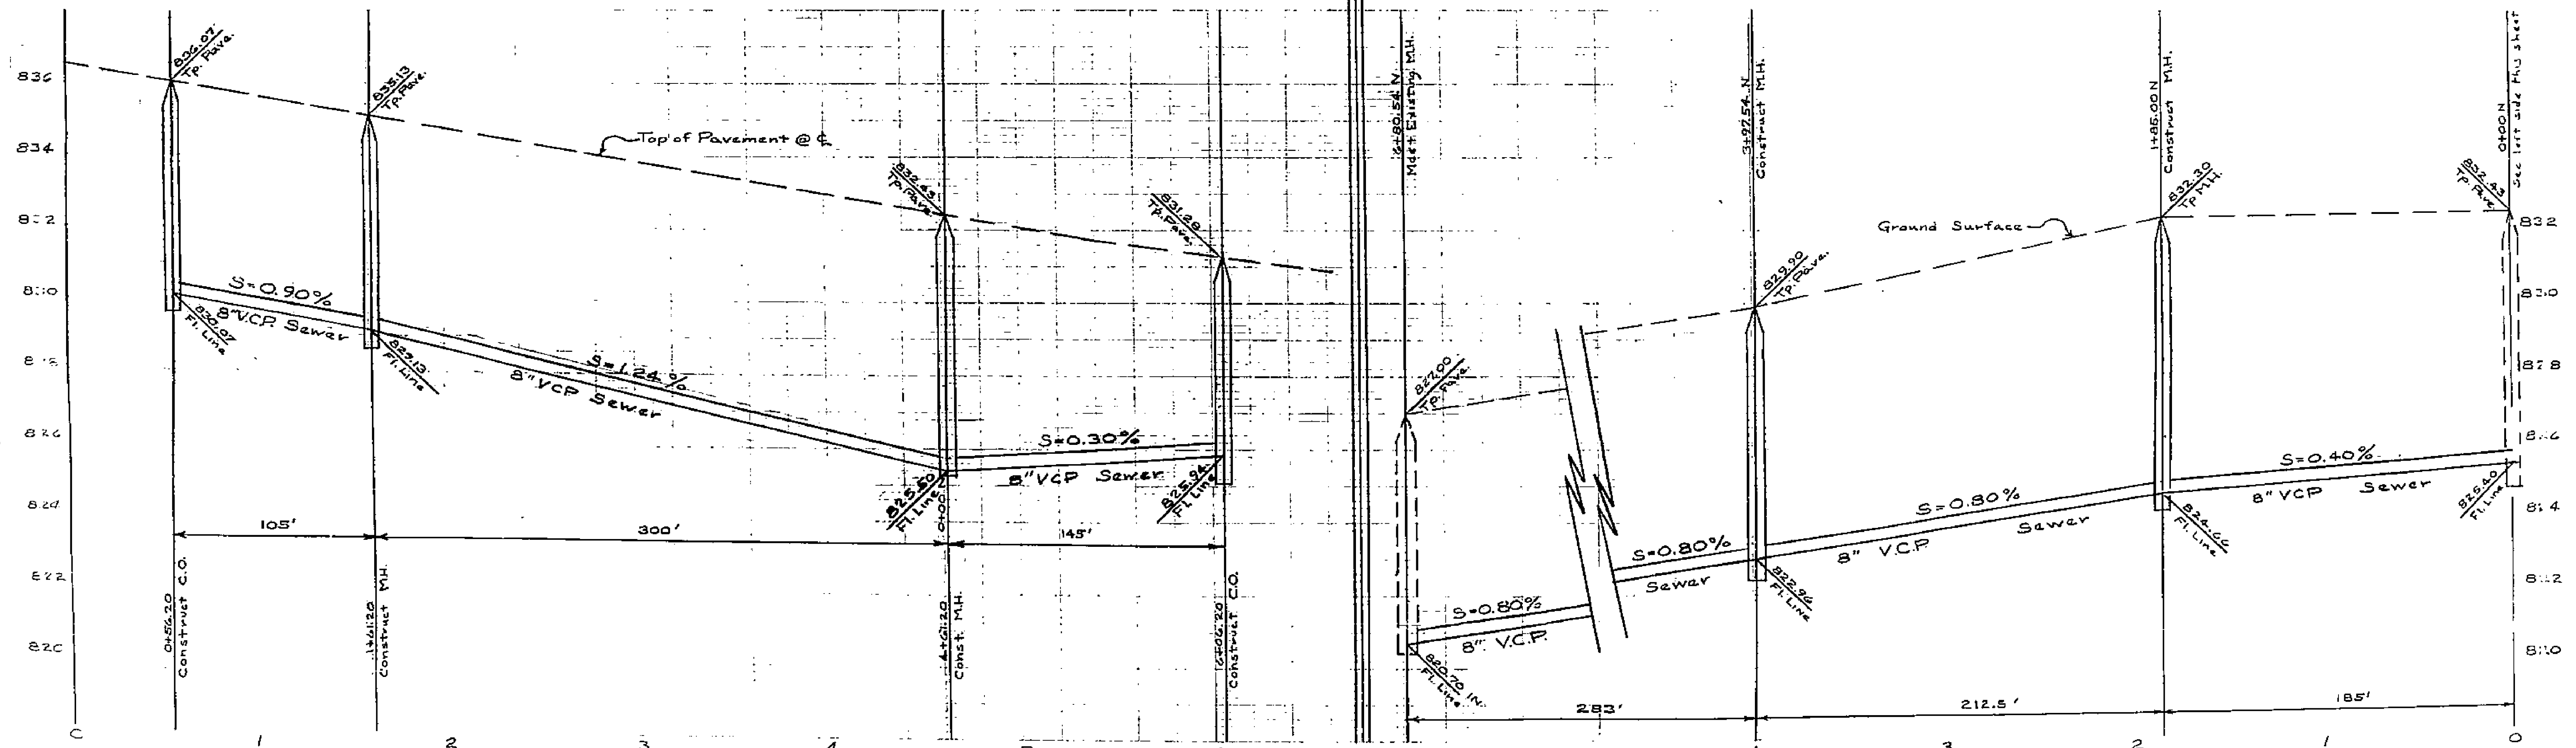 836
834
832
830
826
824
822
820
836.07
Tp. Pave.
835.13
Tp. Pave.
Top of Pavement @ ℄
832.43
Tp. Pave.
831.28
Tp. Pave.
S=0.90%
8" V.C.P. Sewer
830.07
Fl. Line
829.13
Fl. Line
S=1.24%
8" VCP Sewer
S=0.30%
8" VCP Sewer
825.50
Fl. Line
0+00
825.94
Fl. Line
105'
300'
145'
0+56.20
Construct C.O.
1+61.20
Construct M.H.
4+61.20
Const. M.H.
6+06.20
Construct C.O.
1
2
3
4
6+80.54 N
Meet Existing M.H.
3+97.54 N
Construct M.H.
1+85.00 N
Construct M.H.
0+00 N
See left side this sheet
827.00
Tp. Pave.
829.90
Tp. Pave.
Ground Surface
832.30
Tp M.H.
832.43
Tp. Pave
832
830
828
826
824
822
820
S=0.80%
8" V.C.P.
S=0.80%
Sewer
S=0.80%
8" V.C.P. Sewer
S=0.40%
8" VCP Sewer
820.70 IN.
Fl. Line
822.96
Fl. Line
824.66
Fl. Line
825.40
Fl. Line
283'
212.5'
185'
3
2
1
0